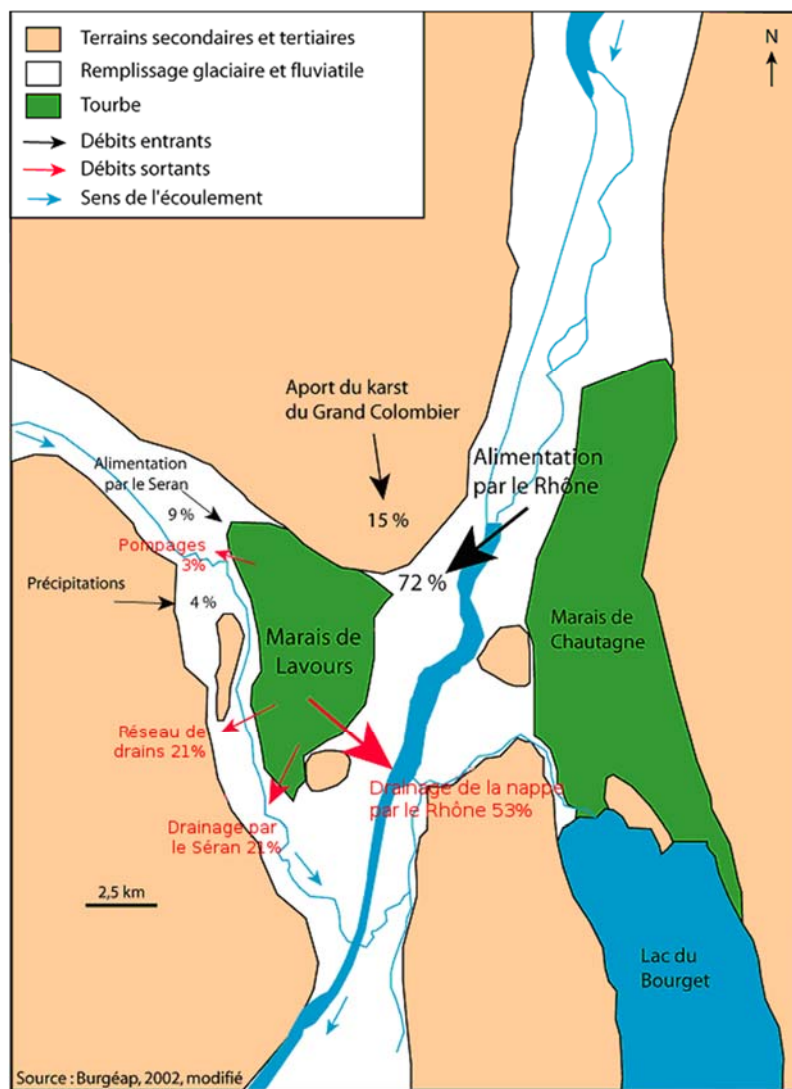 Terrains secondaires et tertiaires
Remplissage glaciaire et fluviatile
Tourbe
Débits entrants
Débits sortants
Sens de l'écoulement
N
Aport du karst
du Grand Colombier
15 %
Alimentation
par le Rhône
72 %
Alimentation
par le Seran
9 %
Pompages
3%
Précipitations
4 %
Marais de
Lavours
Marais de
Chautagne
Réseau de
drains 21%
Drainage de la nappe
par le Rhône 53%
Drainage par
le Séran 21%
2,5 km
Lac du
Bourget
Source : Burgéap, 2002, modifié